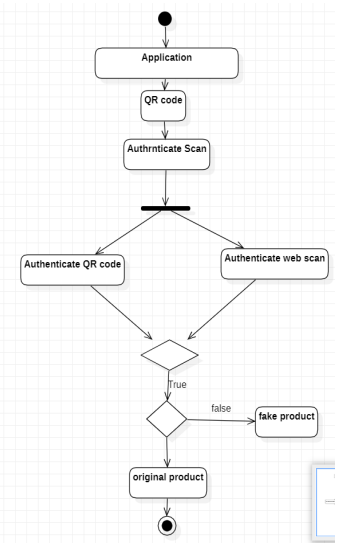 Application
QR code
Authrnticate Scan
Authenticate QR code
Authenticate web scan
True
false
fake product
original product